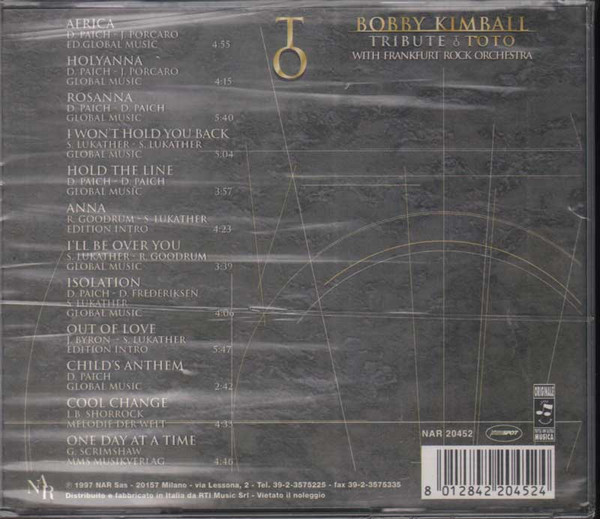 AFRICA
D. PAICH - J. PORCARO
ED.GLOBAL MUSIC 4:55
HOLYANNA
D. PAICH - J. PORCARO
GLOBAL MUSIC 4:15
ROSANNA
D. PAICH - D. PAICH
GLOBAL MUSIC 5:40
I WON'T HOLD YOU BACK
S. LUKATHER - S. LUKATHER
GLOBAL MUSIC 5:04
HOLD THE LINE
D. PAICH - D. PAICH
GLOBAL MUSIC 3:57
ANNA
R. GOODRUM - S. LUKATHER
EDITION INTRO 4:23
I'LL BE OVER YOU
S. LUKATHER - R. GOODRUM
GLOBAL MUSIC 3:39
ISOLATION
D. PAICH - D. FREDERIKSEN
S. LUKATHER
GLOBAL MUSIC 4:06
OUT OF LOVE
J. BYRON - S. LUKATHER
EDITION INTRO 5:47
CHILD'S ANTHEM
D. PAICH
GLOBAL MUSIC 2:42
COOL CHANGE
L.B. SHORROCK
MELODIE DER WELT 4:35
ONE DAY AT A TIME
G. SCRIMSHAW
MMS MUSIKVERLAG 4:46
TO
BOBBY KIMBALL
TRIBUTE to TOTO
WITH FRANKFURT ROCK ORCHESTRA
NAR 20452
ORIGINALE
MUSICA
8 012842 204524
NAR
© 1997 NAR Sas - 20157 Milano - via Lessona, 2 - Tel. 39-2-3575225 - fax 39-2-3575335
Distribuito e fabbricato in Italia da RTI Music Srl - Vietato il noleggio